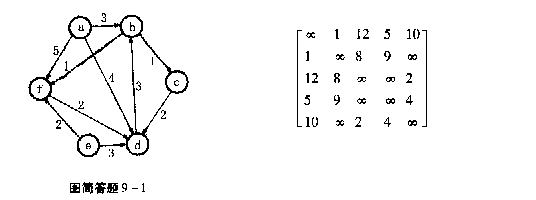 a 3 b
5 1 1
4
f 3 c
2 2
2
e 3 d
图简答题 9-1
∞ 1 12 5 10
1 ∞ 8 9 ∞
12 8 ∞ ∞ 2
5 9 ∞ ∞ 4
10 ∞ 2 4 ∞